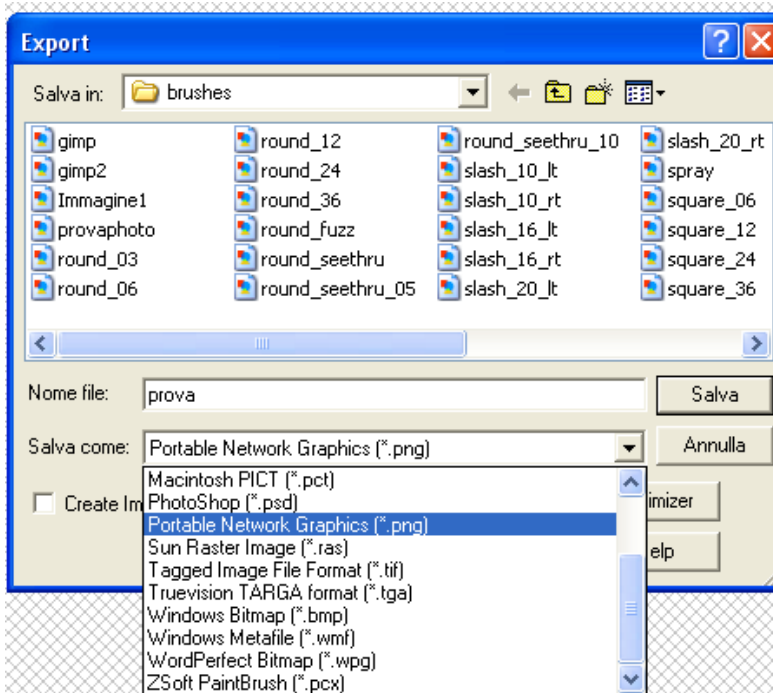 Export
Salva in: brushes
gimp round_12 round_seethru_10 slash_20_rt
gimp2 round_24 slash_10_lt spray
Immagine1 round_36 slash_10_rt square_06
provaphoto round_fuzz slash_16_lt square_12
round_03 round_seethru slash_16_rt square_24
round_06 round_seethru_05 slash_20_lt square_36
Nome file: prova Salva
Salva come: Portable Network Graphics (*.png) Annulla
Macintosh PICT (*.pct)
Create Im PhotoShop (*.psd) imizer
Portable Network Graphics (*.png)
Sun Raster Image (*.ras)
Tagged Image File Format (*.tif) elp
Truevision TARGA format (*.tga)
Windows Bitmap (*.bmp)
Windows Metafile (*.wmf)
WordPerfect Bitmap (*.wpg)
ZSoft PaintBrush (*.pcx)